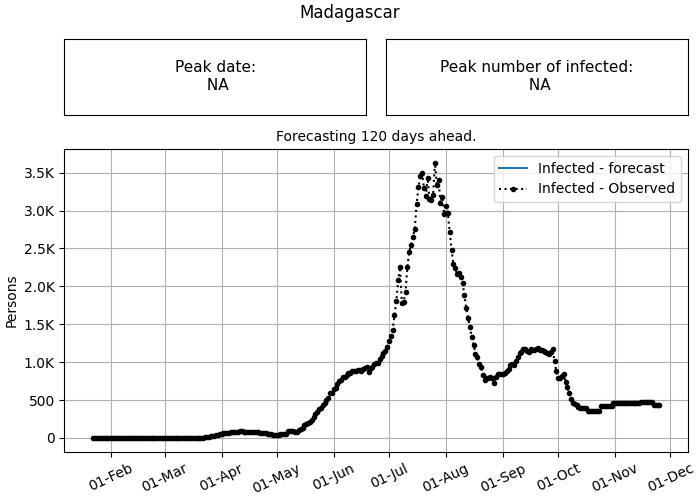 Madagascar
Peak date:
NA
Peak number of infected:
NA
Forecasting 120 days ahead.
Infected - forecast
Infected - Observed
3.5K
3.0K
2.5K
2.0K
1.5K
1.0K
500
0
Persons
01-Feb 01-Mar 01-Apr 01-May 01-Jun 01-Jul 01-Aug 01-Sep 01-Oct 01-Nov 01-Dec